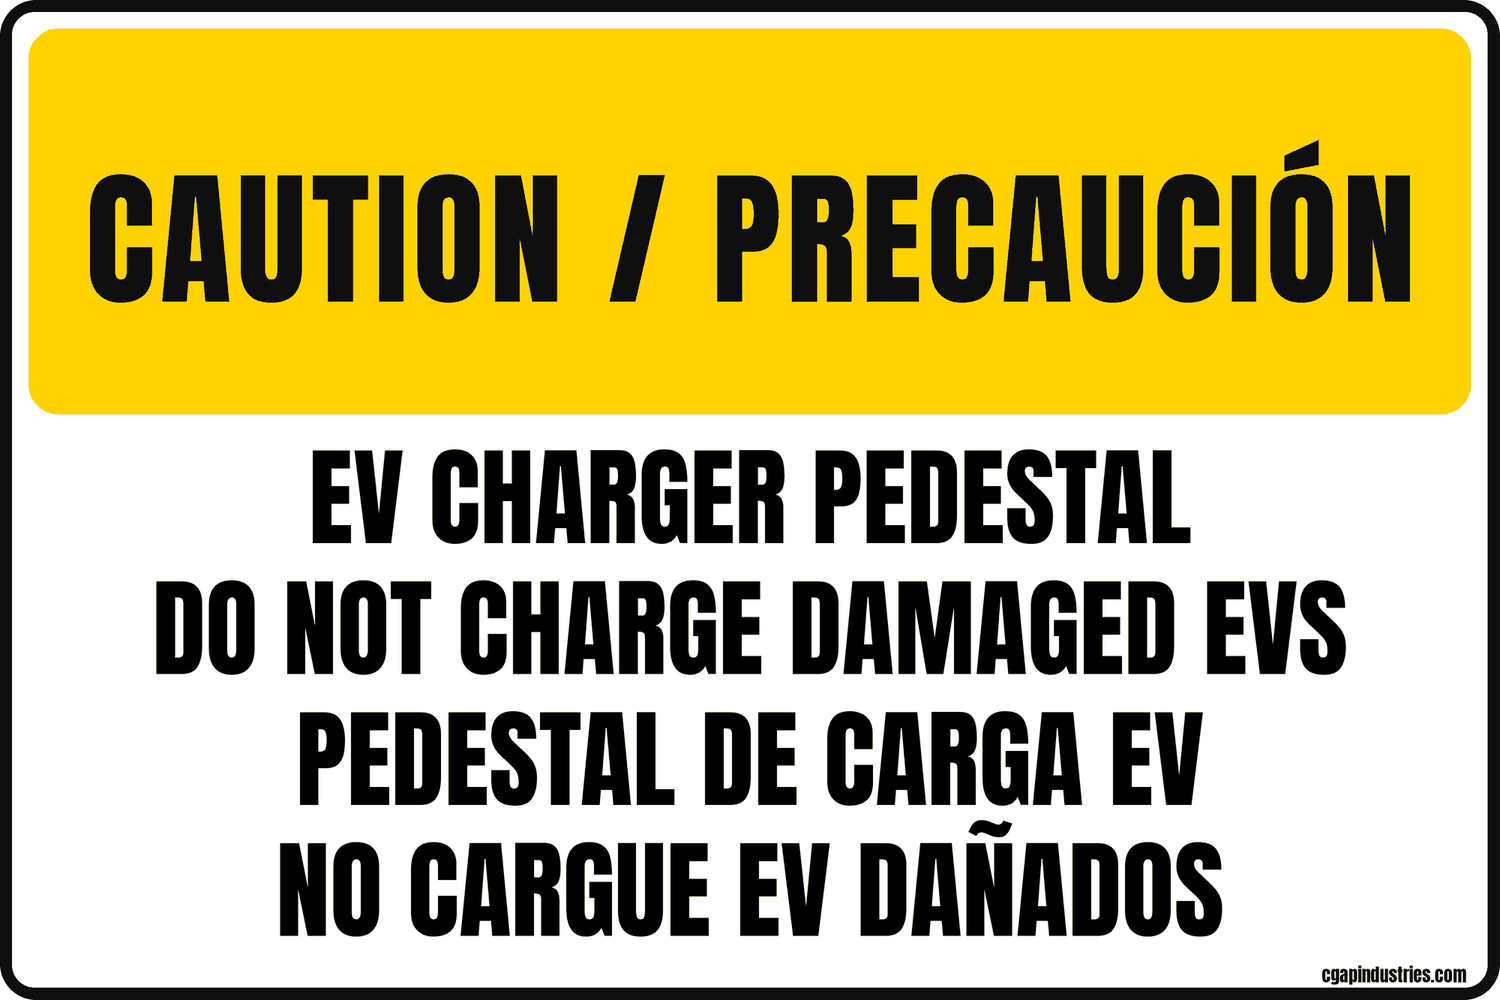 CAUTION / PRECAUCIÓN
EV CHARGER PEDESTAL
DO NOT CHARGE DAMAGED EVS
PEDESTAL DE CARGA EV
NO CARGUE EV DAÑADOS
cgapindustries.com